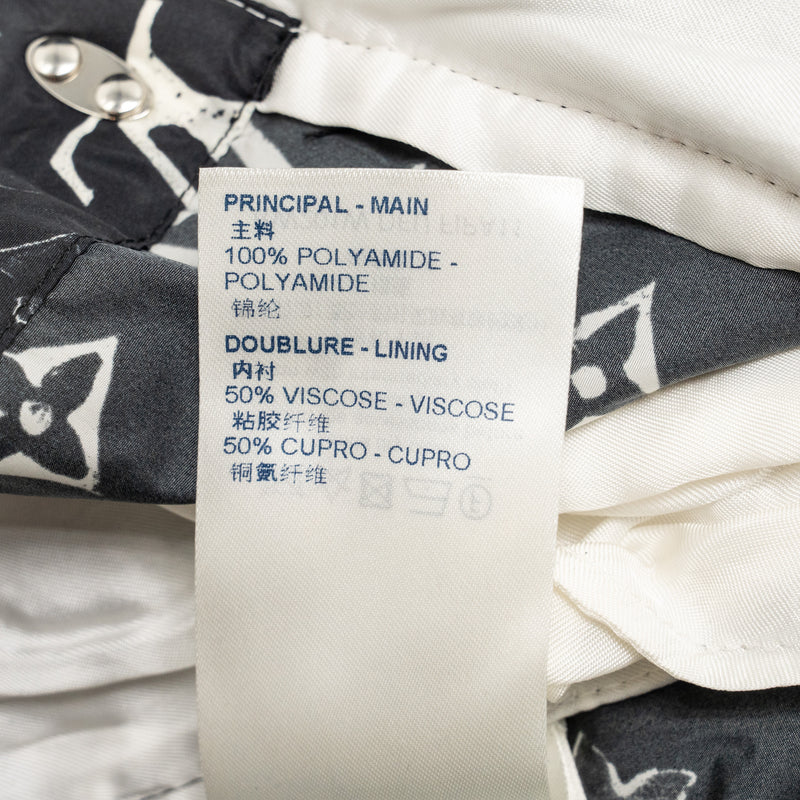 PRINCIPAL - MAIN
主料
100% POLYAMIDE -
POLYAMIDE
锦纶
DOUBLURE - LINING
内衬
50% VISCOSE - VISCOSE
粘胶纤维
50% CUPRO - CUPRO
铜氨纤维